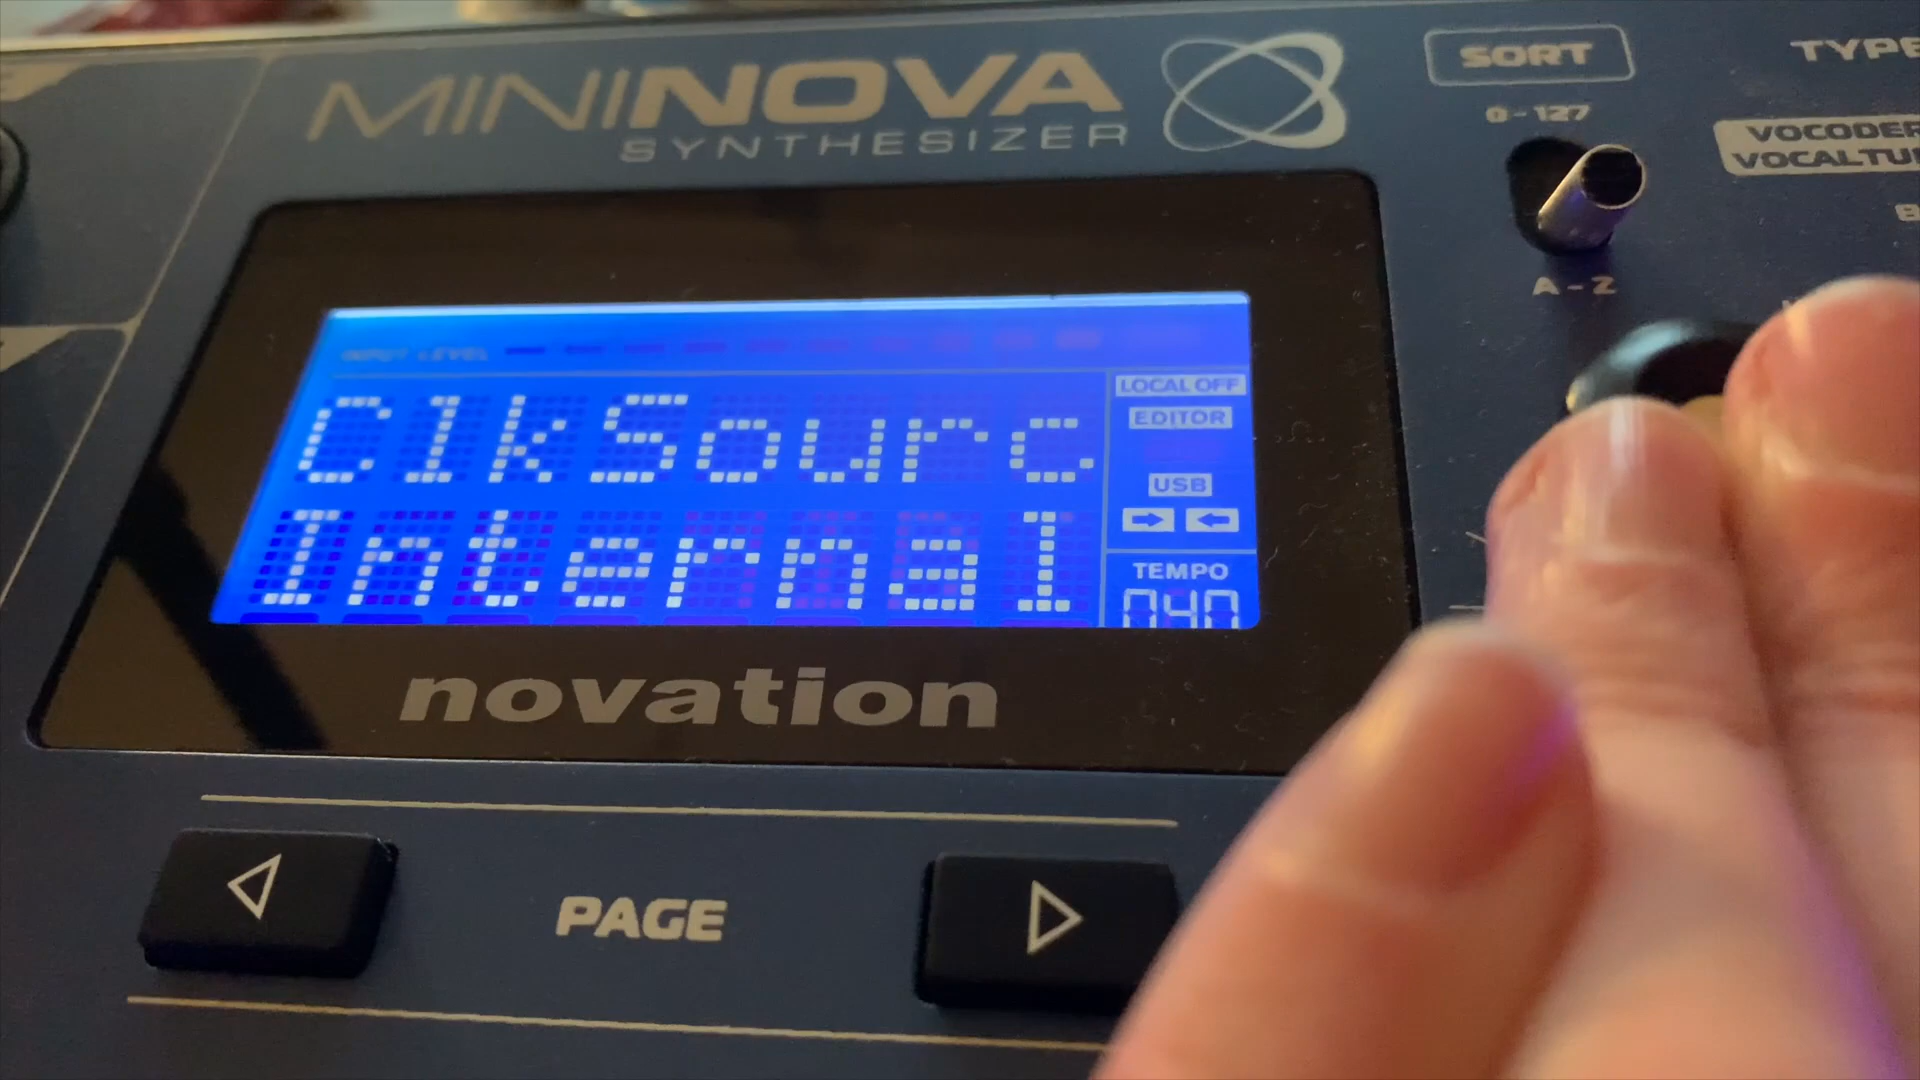 MININOVA
SYNTHESIZER
SORT
0-127
A-Z
INPUT LEVEL
ClkSourc
Internal
LOCAL OFF
EDITOR
USB
TEMPO
040
novation
PAGE
TYPE
VOCODER